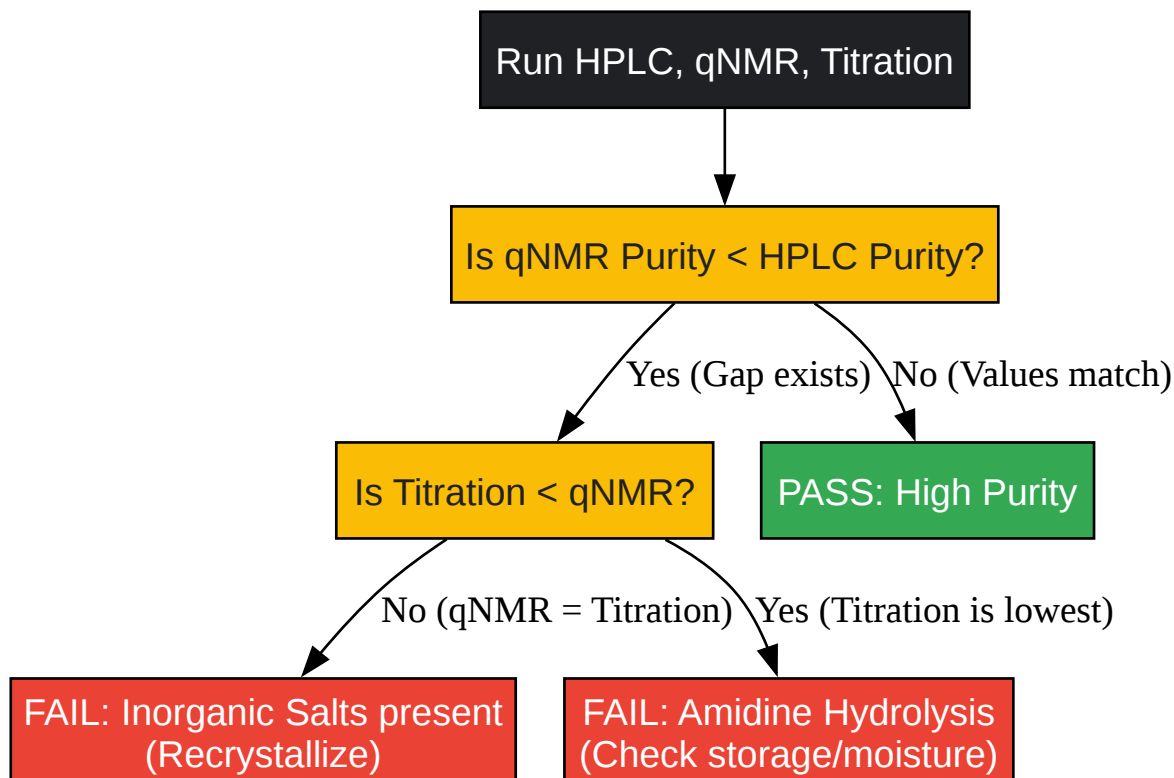 Run HPLC, qNMR, Titration
Is qNMR Purity < HPLC Purity?
Yes (Gap exists)
No (Values match)
Is Titration < qNMR?
PASS: High Purity
No (qNMR = Titration)
Yes (Titration is lowest)
FAIL: Inorganic Salts present
(Recrystallize)
FAIL: Amidine Hydrolysis
(Check storage/moisture)